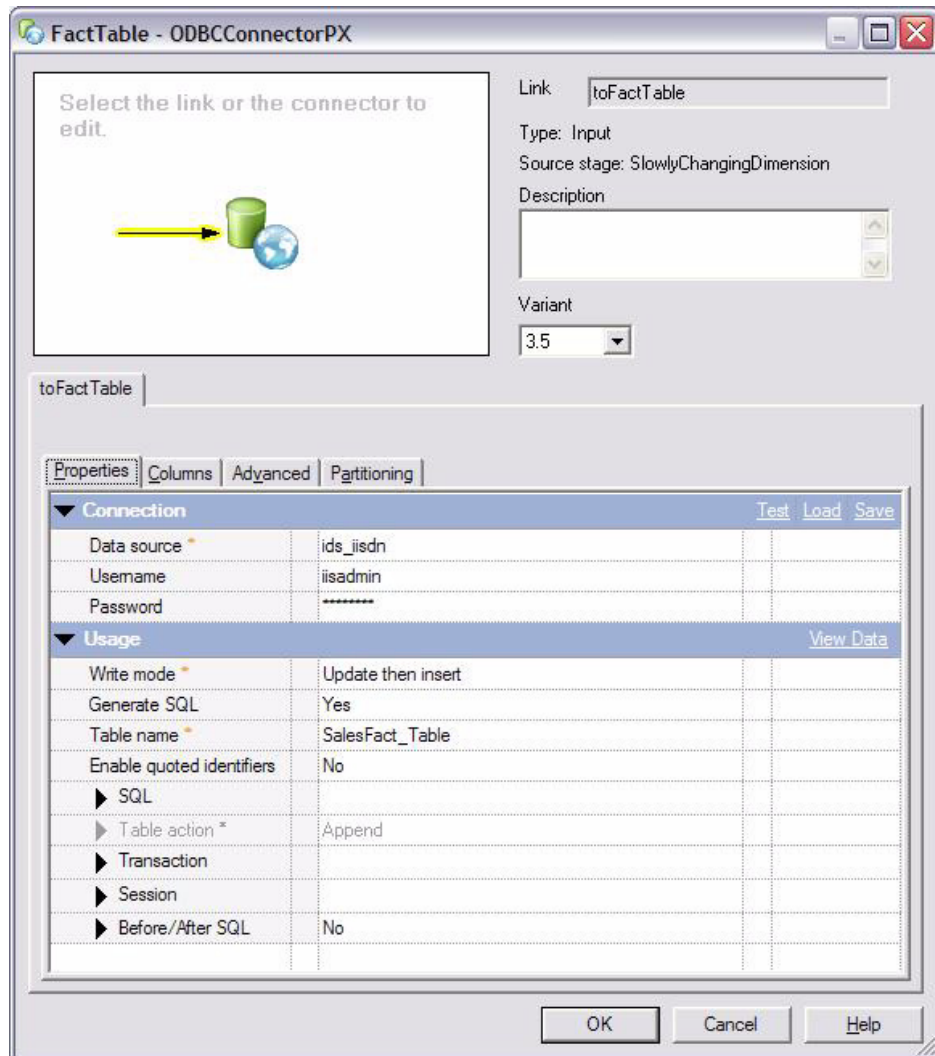 FactTable - ODBCConnectorPX
Select the link or the connector to
edit.
Link toFactTable
Type: Input
Source stage: SlowlyChangingDimension
Description
Variant
3.5
toFactTable
Properties Columns Advanced Partitioning
Connection Test Load Save
Data source * ids_iisdn
Username iisadmin
Password ********
Usage View Data
Write mode * Update then insert
Generate SQL Yes
Table name * SalesFact_Table
Enable quoted identifiers No
SQL
Table action * Append
Transaction
Session
Before/After SQL No
OK Cancel Help